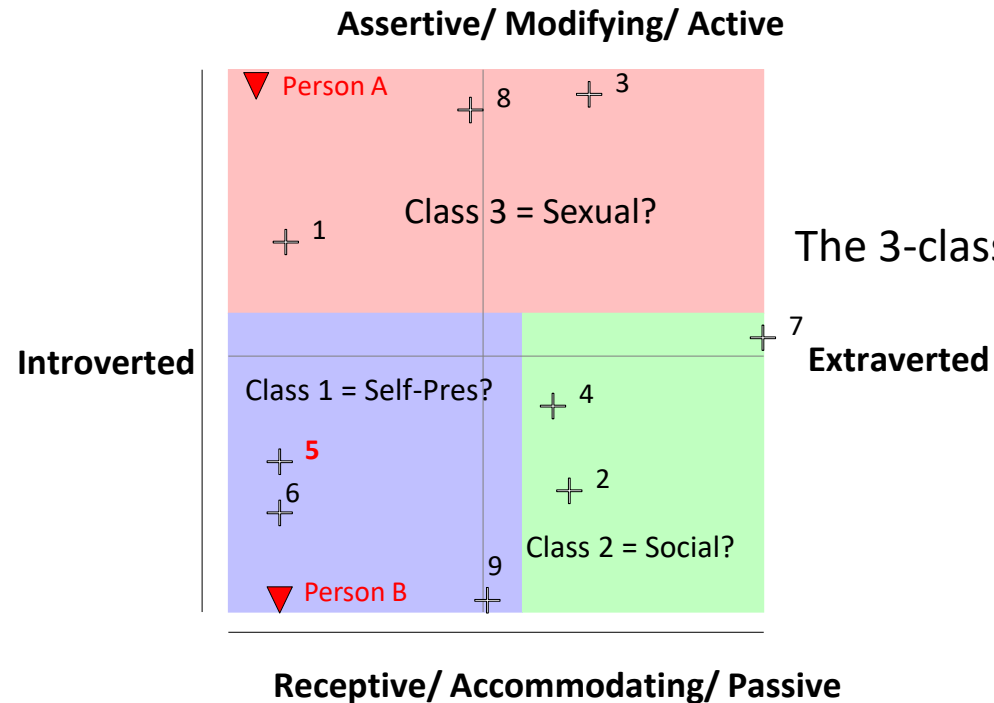 Assertive/ Modifying/ Active
Person A
8
3
Class 3 = Sexual?
1
The 3-clas
7
Introverted
Extraverted
Class 1 = Self-Pres?
4
5
6
2
Class 2 = Social?
9
Person B
Receptive/ Accommodating/ Passive